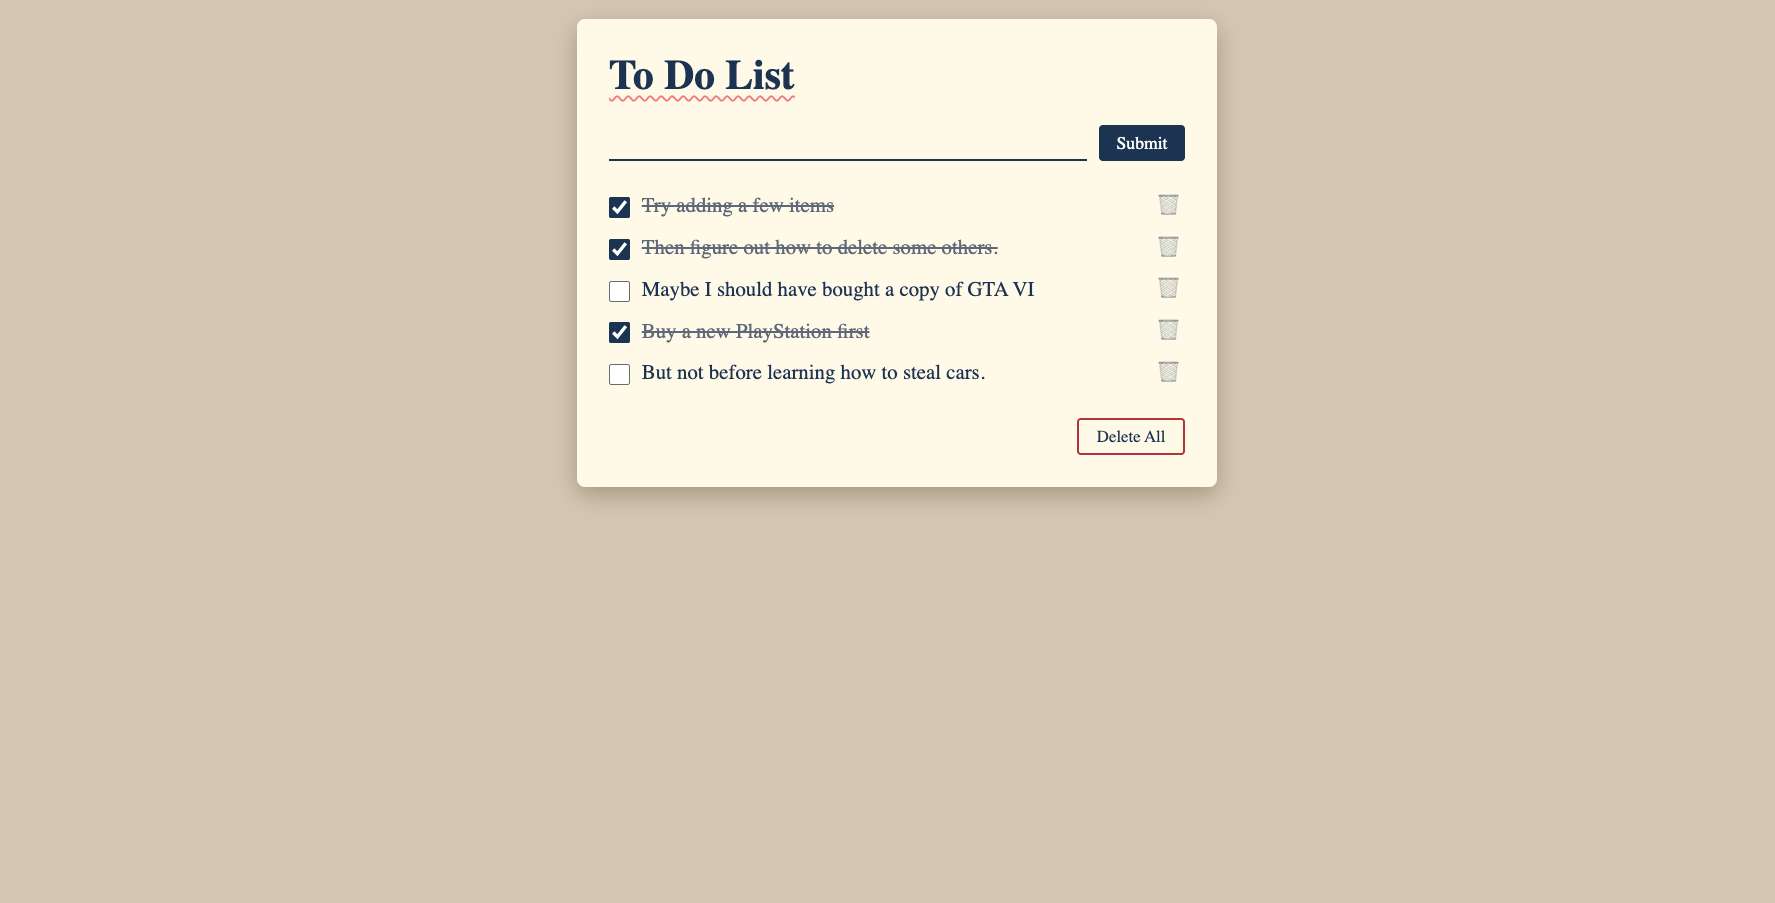 To Do List
Submit
Try adding a few items
Then figure out how to delete some others.
Maybe I should have bought a copy of GTA VI
Buy a new PlayStation first
But not before learning how to steal cars.
Delete All